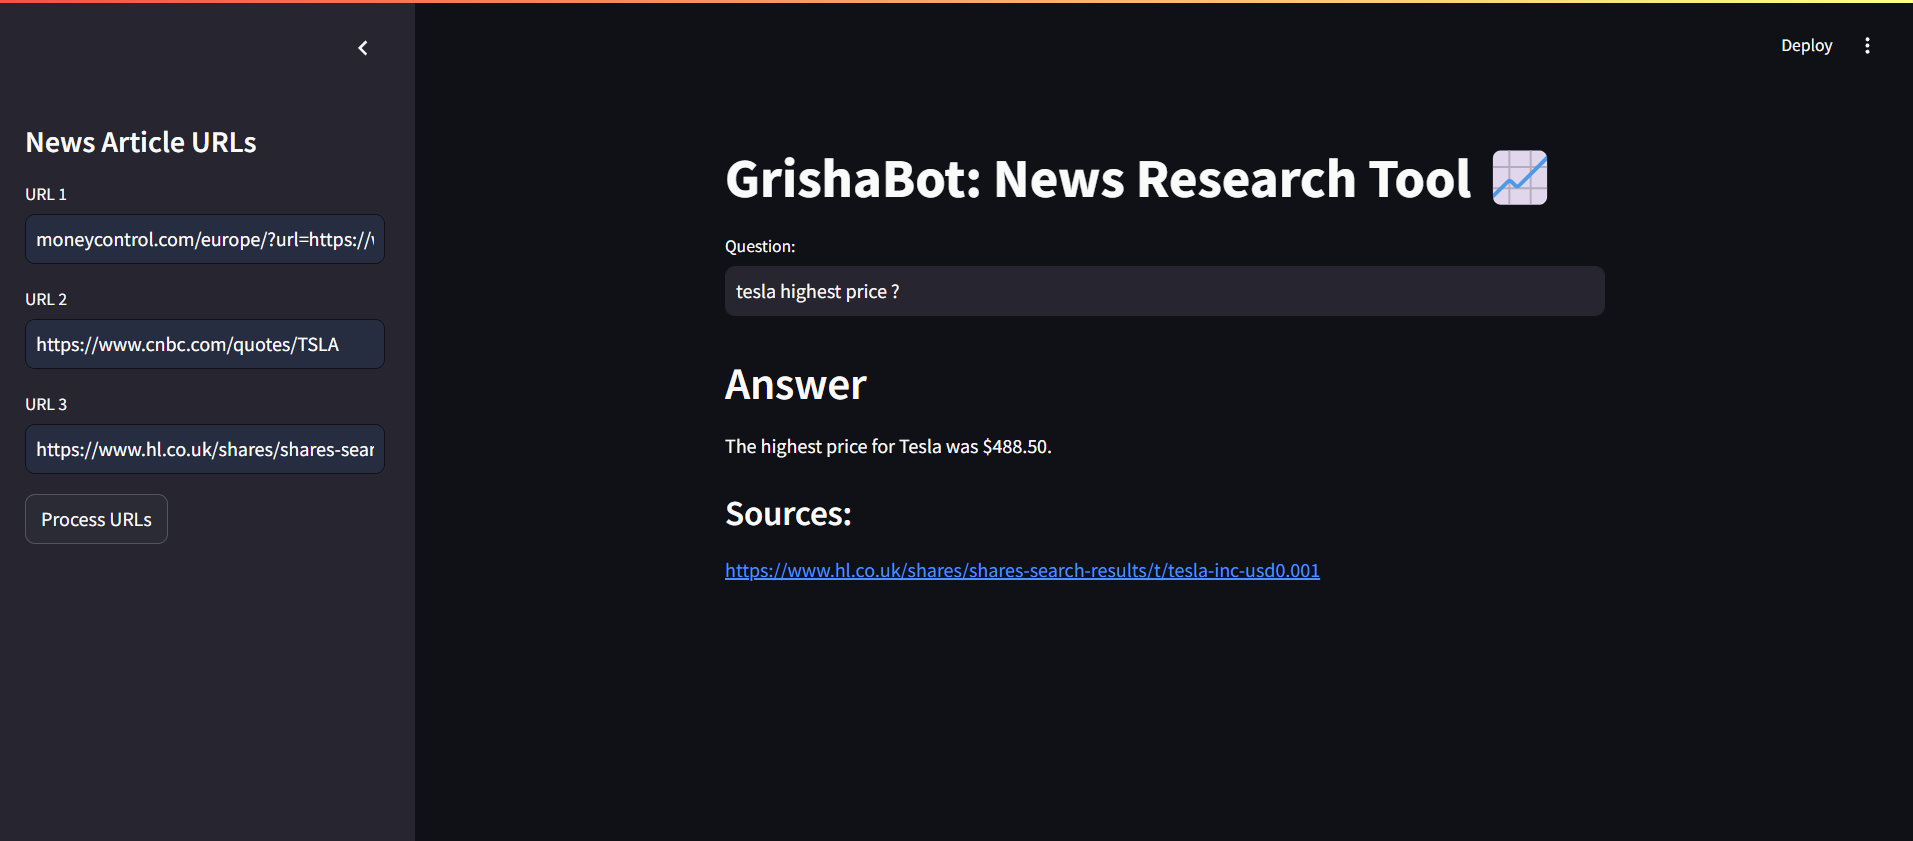 Deploy
News Article URLs
URL 1
moneycontrol.com/europe/?url=https://
URL 2
https://www.cnbc.com/quotes/TSLA
URL 3
https://www.hl.co.uk/shares/shares-sear
Process URLs
GrishaBot: News Research Tool
Question:
tesla highest price ?
Answer
The highest price for Tesla was $488.50.
Sources:
https://www.hl.co.uk/shares/shares-search-results/t/tesla-inc-usd0.001